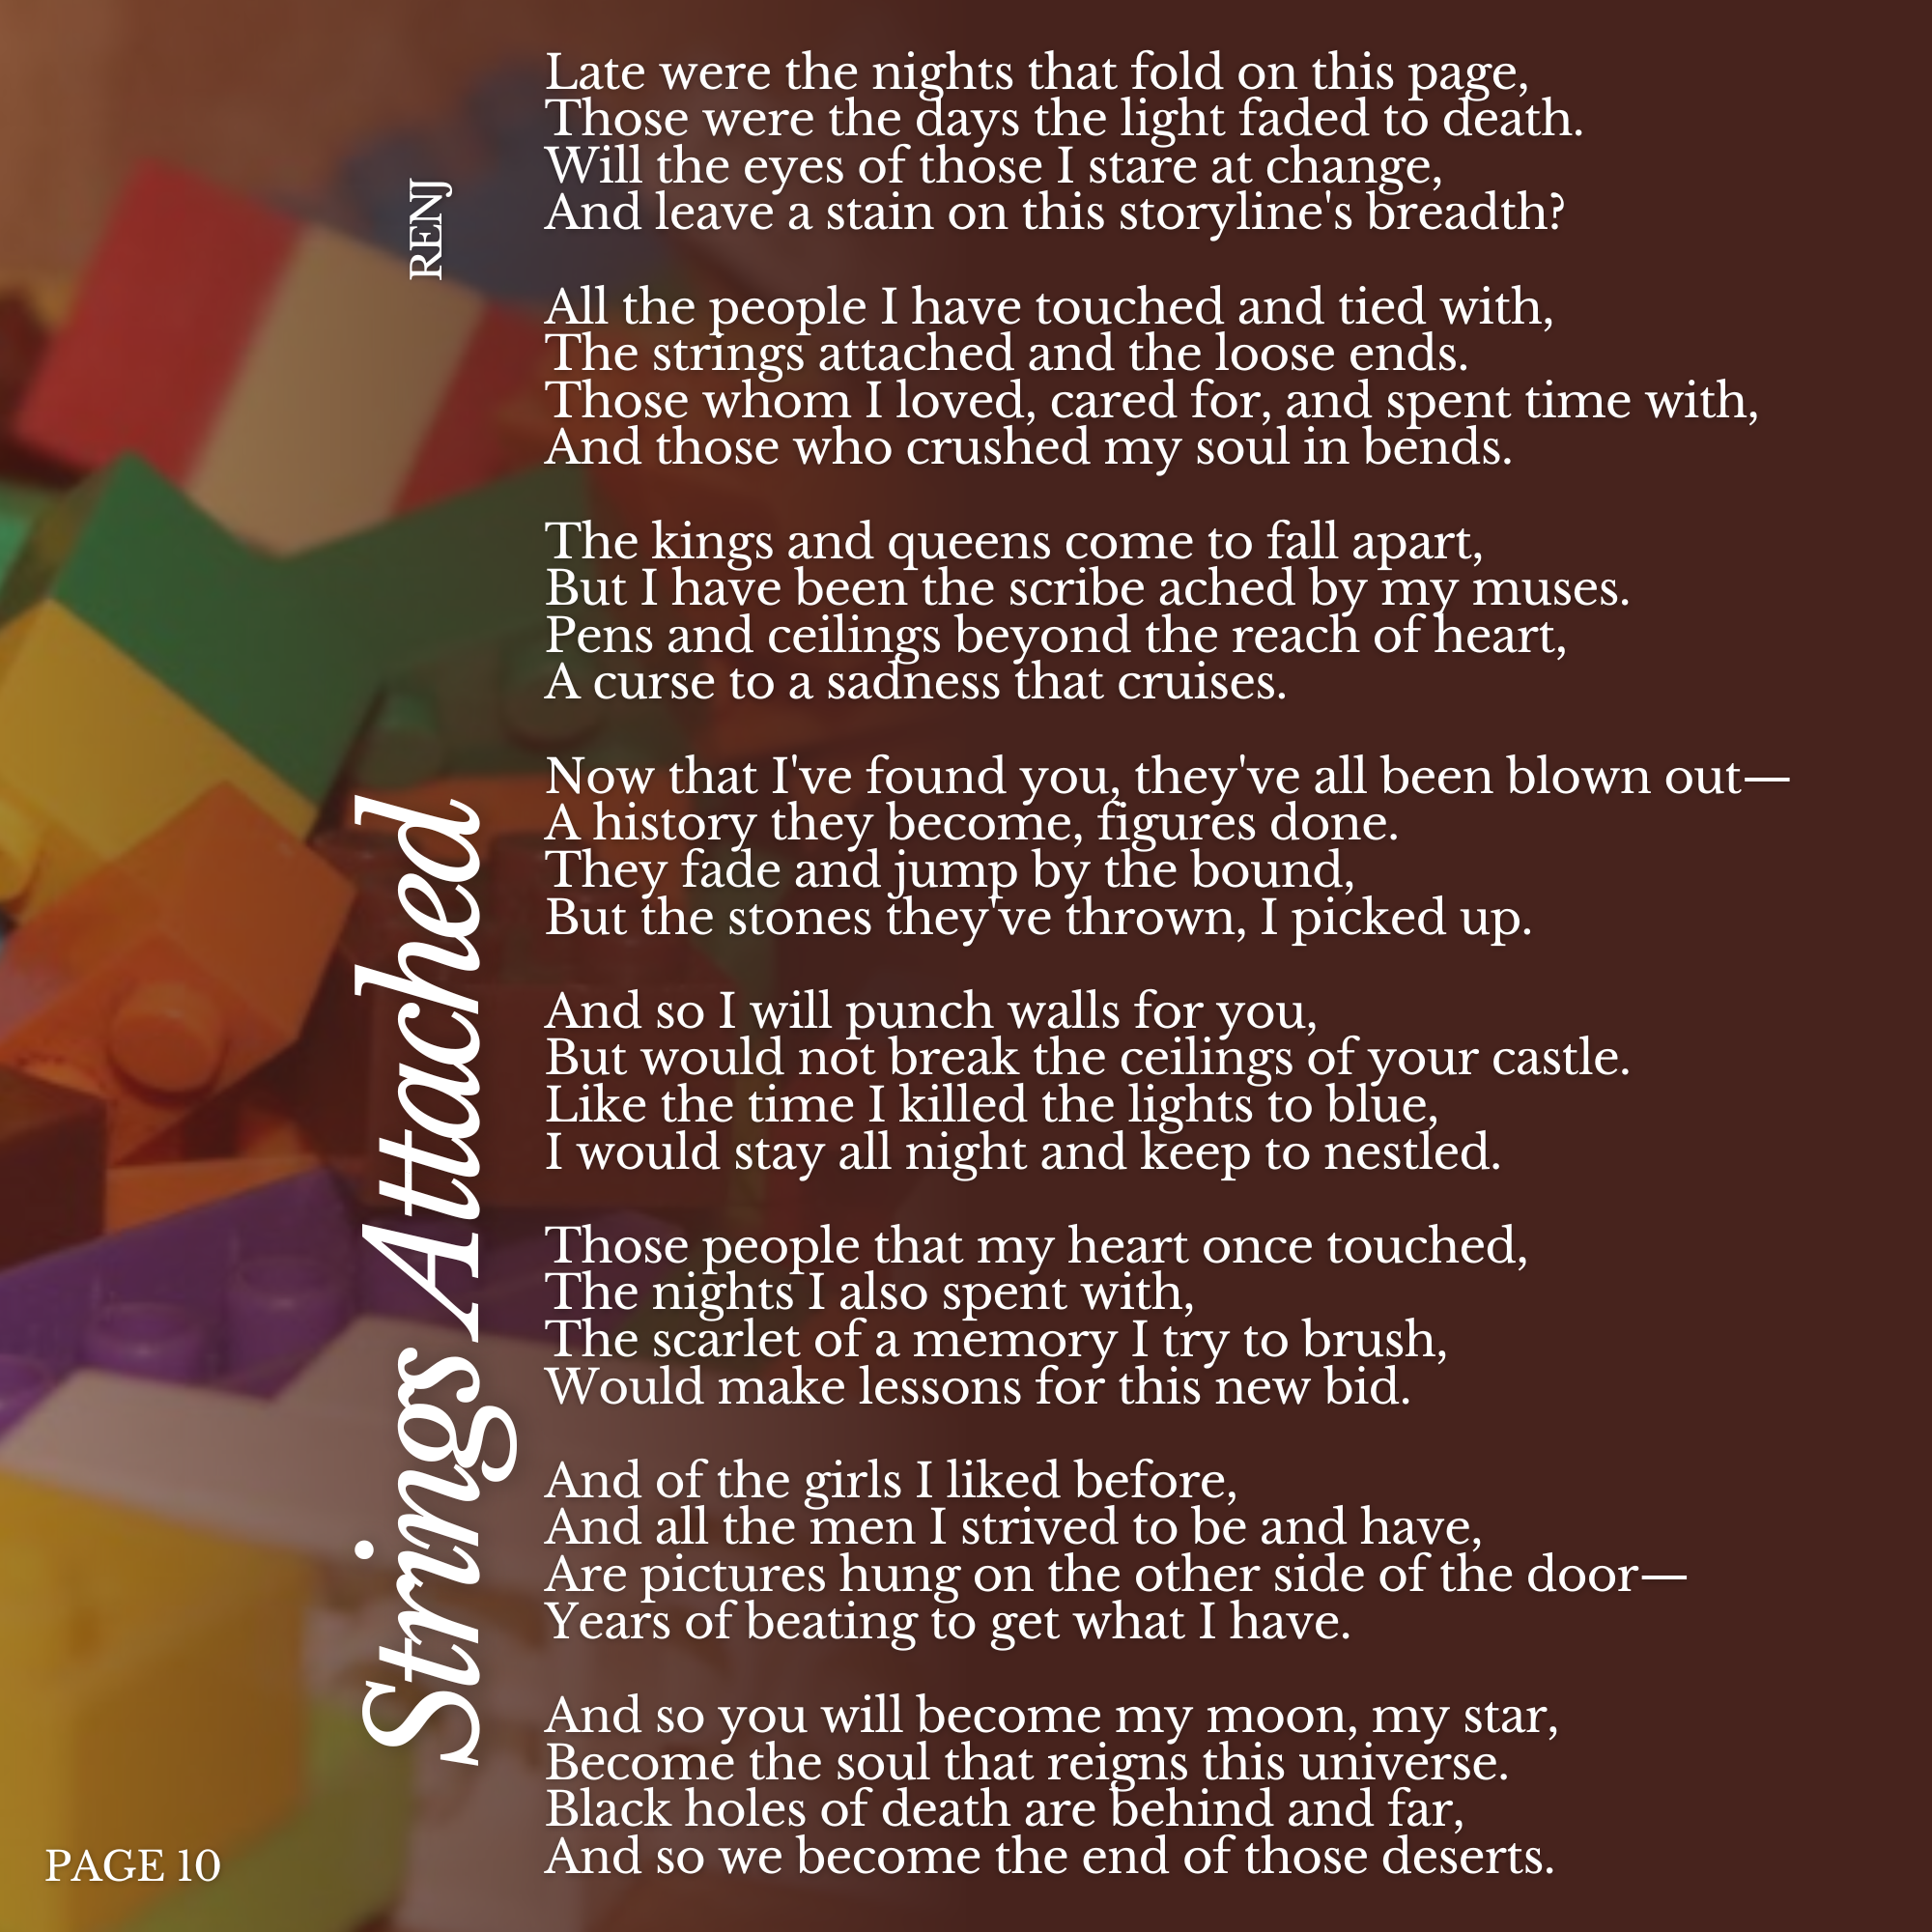 Strings Attached
RENJ
Late were the nights that fold on this page,
Those were the days the light faded to death.
Will the eyes of those I stare at change,
And leave a stain on this storyline's breadth?
All the people I have touched and tied with,
The strings attached and the loose ends.
Those whom I loved, cared for, and spent time with,
And those who crushed my soul in bends.
The kings and queens come to fall apart,
But I have been the scribe ached by my muses.
Pens and ceilings beyond the reach of heart,
A curse to a sadness that cruises.
Now that I've found you, they've all been blown out—
A history they become, figures done.
They fade and jump by the bound,
But the stones they've thrown, I picked up.
And so I will punch walls for you,
But would not break the ceilings of your castle.
Like the time I killed the lights to blue,
I would stay all night and keep to nestled.
Those people that my heart once touched,
The nights I also spent with,
The scarlet of a memory I try to brush,
Would make lessons for this new bid.
And of the girls I liked before,
And all the men I strived to be and have,
Are pictures hung on the other side of the door—
Years of beating to get what I have.
And so you will become my moon, my star,
Become the soul that reigns this universe.
Black holes of death are behind and far,
And so we become the end of those deserts.
PAGE 10